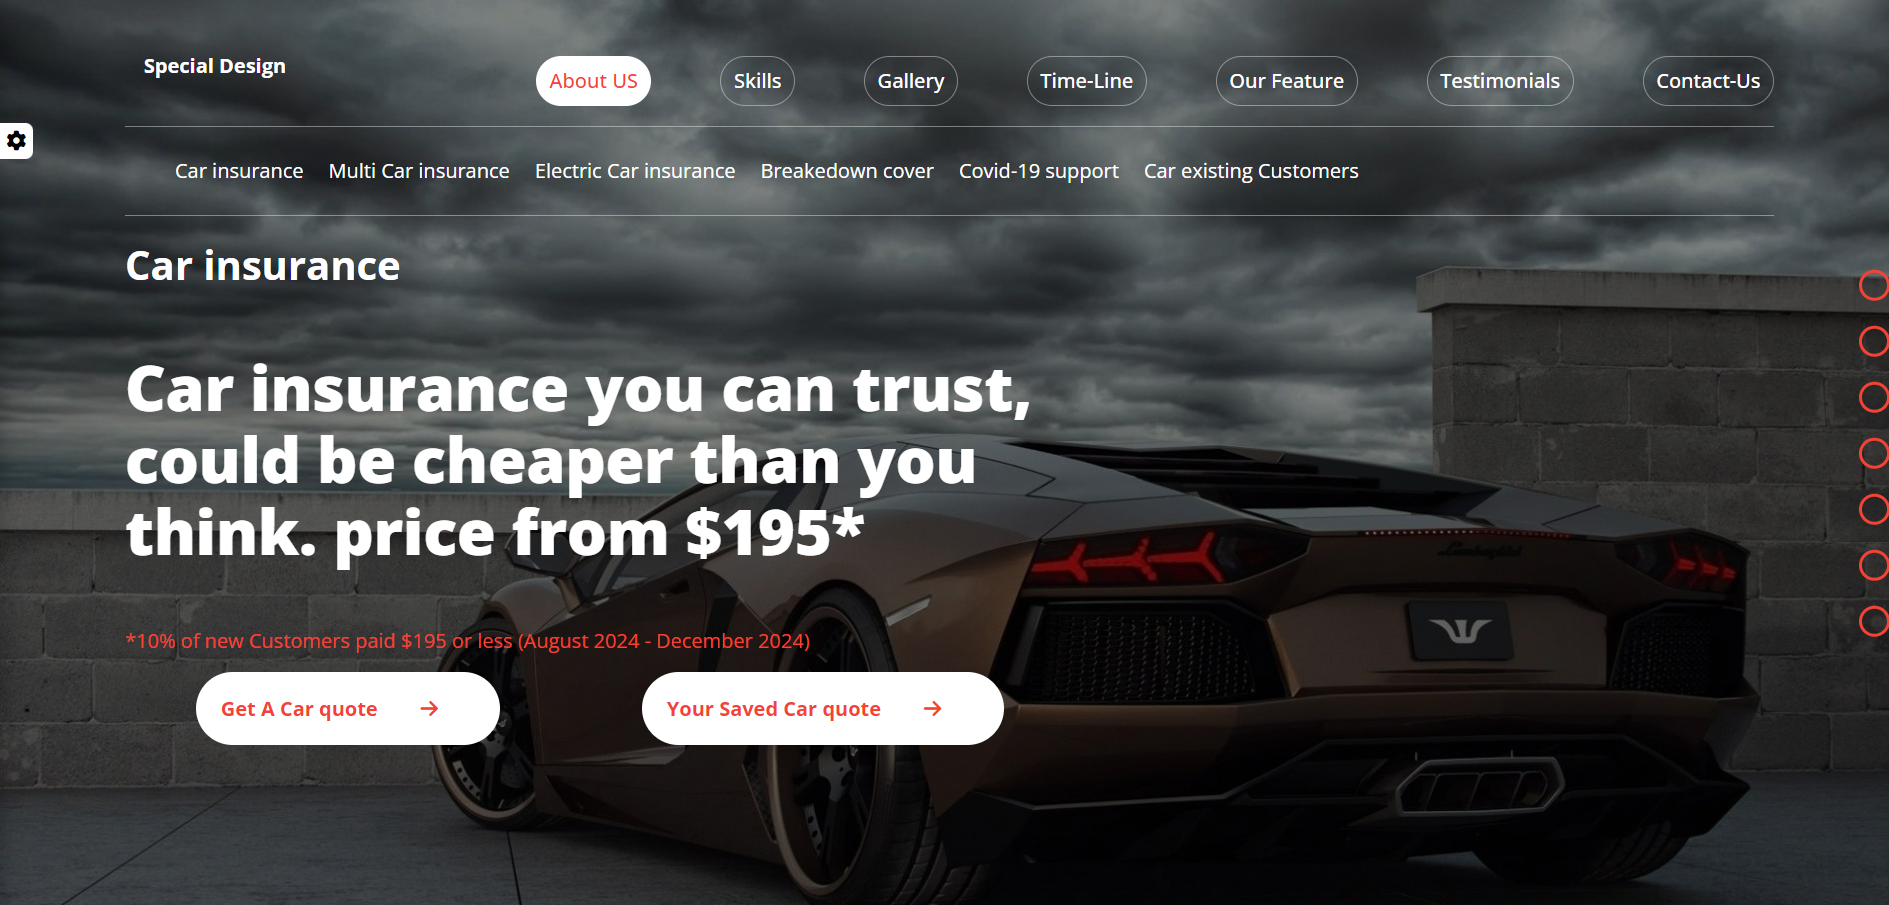 Special Design
About US
Skills
Gallery
Time-Line
Our Feature
Testimonials
Contact-Us
Car insurance
Multi Car insurance
Electric Car insurance
Breakedown cover
Covid-19 support
Car existing Customers
Car insurance
Car insurance you can trust,
could be cheaper than you
think. price from $195*
*10% of new Customers paid $195 or less (August 2024 - December 2024)
Get A Car quote
Your Saved Car quote
Lamborghini